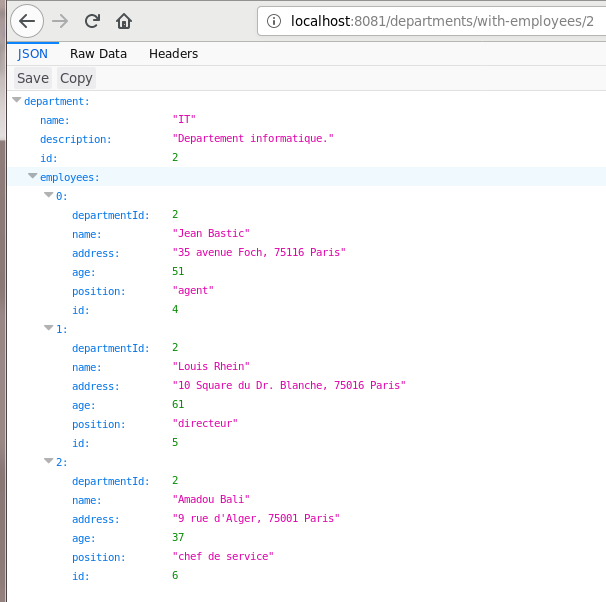 localhost:8081/departments/with-employees/2
JSON Raw Data Headers
Save Copy
department:
name: "IT"
description: "Departement informatique."
id: 2
employees:
0:
departmentId: 2
name: "Jean Bastic"
address: "35 avenue Foch, 75116 Paris"
age: 51
position: "agent"
id: 4
1:
departmentId: 2
name: "Louis Rhein"
address: "10 Square du Dr. Blanche, 75016 Paris"
age: 61
position: "directeur"
id: 5
2:
departmentId: 2
name: "Amadou Bali"
address: "9 rue d'Alger, 75001 Paris"
age: 37
position: "chef de service"
id: 6